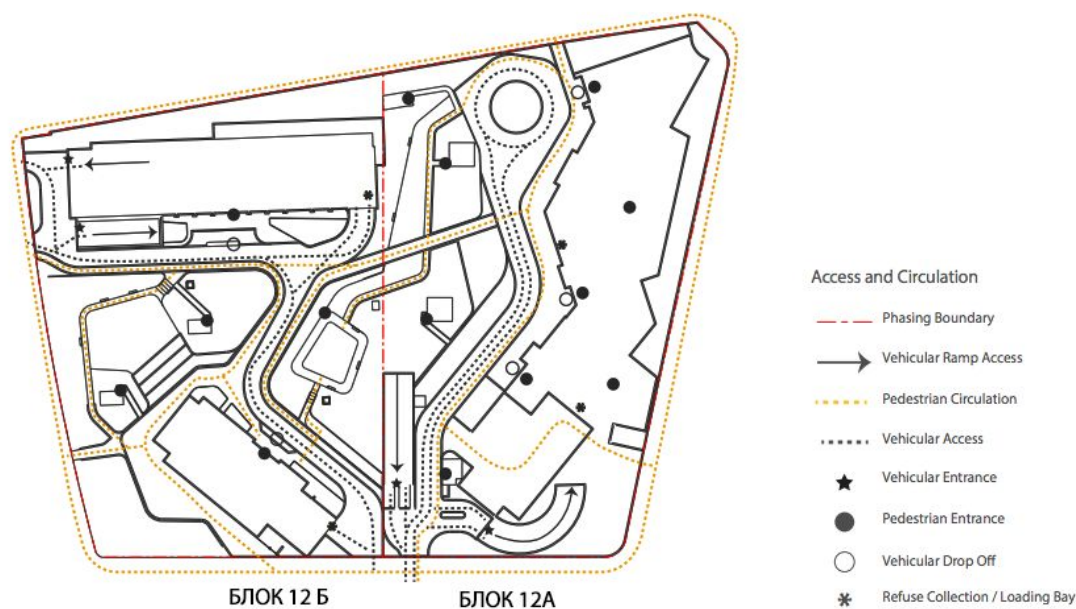 Access and Circulation
Phasing Boundary
Vehicular Ramp Access
Pedestrian Circulation
Vehicular Access
Vehicular Entrance
Pedestrian Entrance
Vehicular Drop Off
Refuse Collection / Loading Bay
БЛОК 12 Б
БЛОК 12А